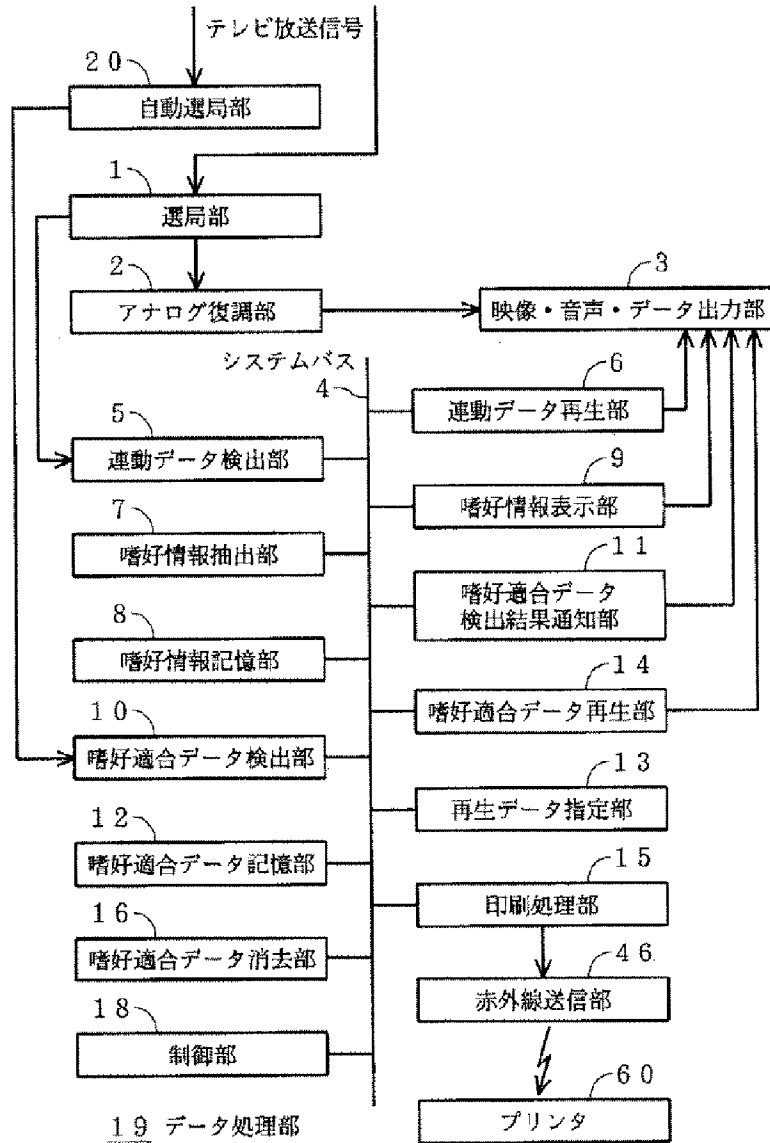 テレビ放送信号
20
自動選局部
1
選局部
2
アナログ復調部
3
映像・音声・データ出力部
システムバス
4
5
連動データ検出部
6
連動データ再生部
7
嗜好情報抽出部
9
嗜好情報表示部
8
嗜好情報記憶部
11
嗜好適合データ
検出結果通知部
10
嗜好適合データ検出部
14
嗜好適合データ再生部
12
嗜好適合データ記憶部
13
再生データ指定部
16
嗜好適合データ消去部
15
印刷処理部
18
制御部
46
赤外線送信部
60
プリンタ
19 データ処理部